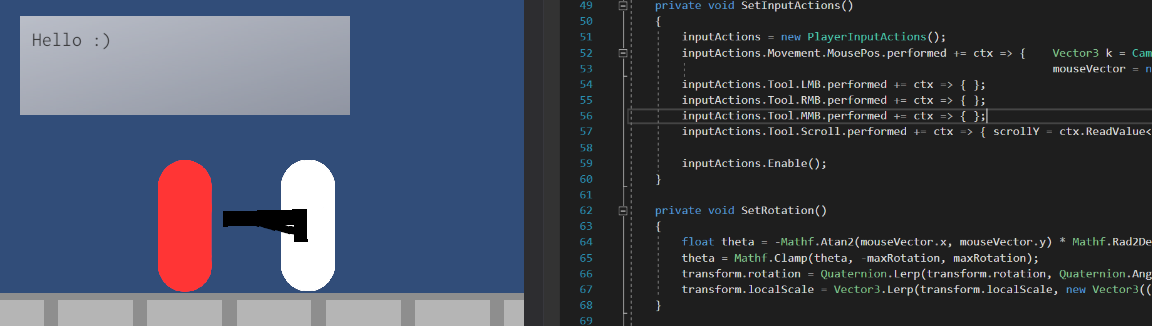 Hello :)
49 private void SetInputActions()
50 {
51 inputActions = new PlayerInputActions();
52 inputActions.Movement.MousePos.performed += ctx => { Vector3 k = Cam
53 mouseVector = n
54 inputActions.Tool.LMB.performed += ctx => { };
55 inputActions.Tool.RMB.performed += ctx => { };
56 inputActions.Tool.MMB.performed += ctx => { };
57 inputActions.Tool.Scroll.performed += ctx => { scrollY = ctx.ReadValue<
58
59 inputActions.Enable();
60 }
61
62 private void SetRotation()
63 {
64 float theta = -Mathf.Atan2(mouseVector.x, mouseVector.y) * Mathf.Rad2De
65 theta = Mathf.Clamp(theta, -maxRotation, maxRotation);
66 transform.rotation = Quaternion.Lerp(transform.rotation, Quaternion.Ang
67 transform.localScale = Vector3.Lerp(transform.localScale, new Vector3((
68 }
69